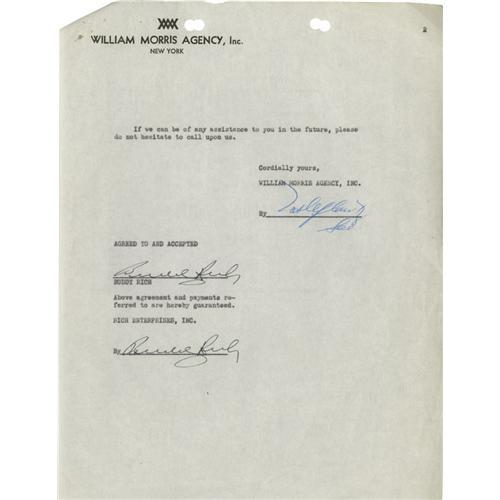 WILLIAM MORRIS AGENCY, Inc.
NEW YORK
2
If we can be of any assistance to you in the future, please
do not hesitate to call upon us.
Cordially yours,
WILLIAM MORRIS AGENCY, INC.
By
AGREED TO AND ACCEPTED
BUDDY RICH
Above agreement and payments re-
ferred to are hereby guaranteed.
RICH ENTERPRISES, INC.
By